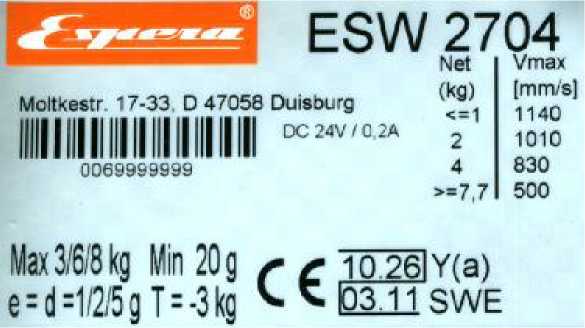 Espera®
ESW 2704
Net Vmax
(kg) [mm/s]
<=1 1140
2 1010
4 830
>=7,7 500
Moltkestr. 17-33, D 47058 Duisburg
DC 24V / 0,2A
0069999999
Max 3/6/8 kg Min 20 g
e = d =1/2/5 g T = -3 kg
CE
10.26 Y(a)
03.11 SWE